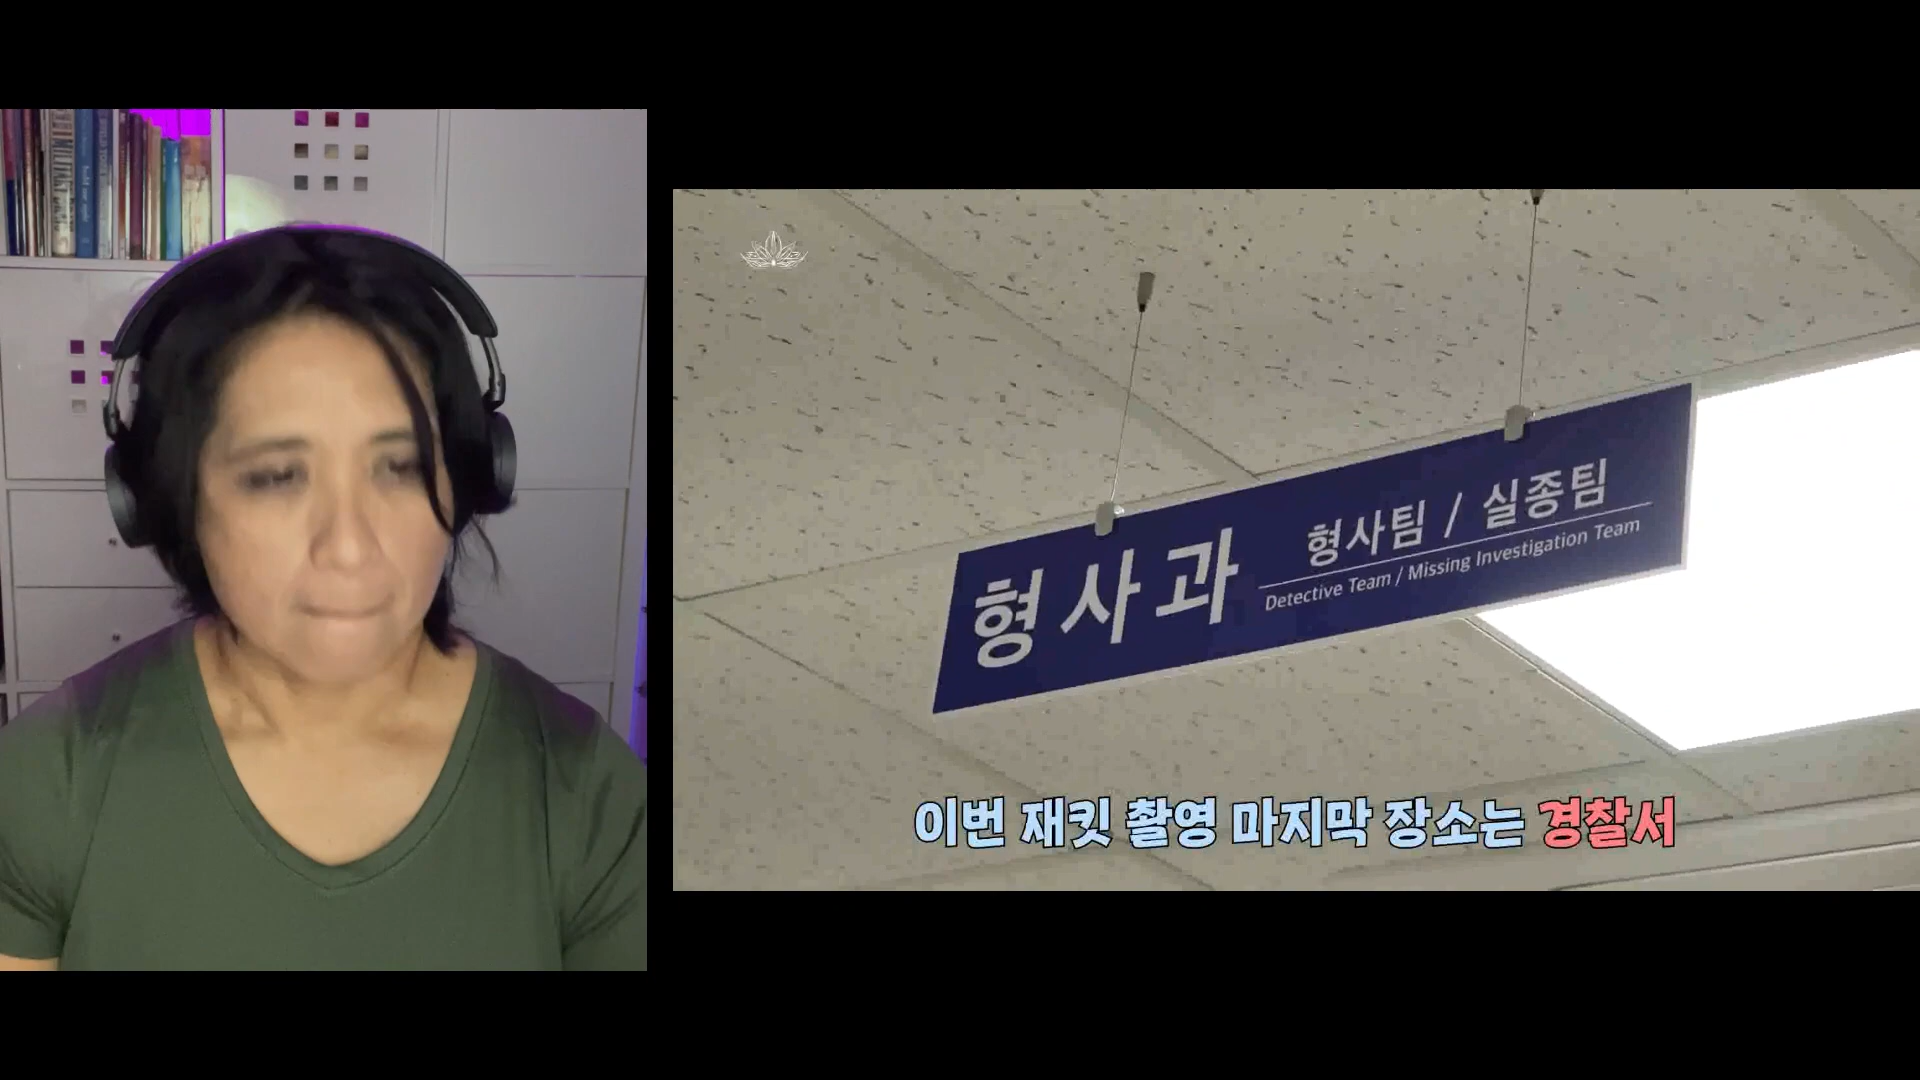 MILITANT
형사과
형사팀 / 실종팀
Detective Team / Missing Investigation Team
이번 재킷 촬영 마지막 장소는 경찰서